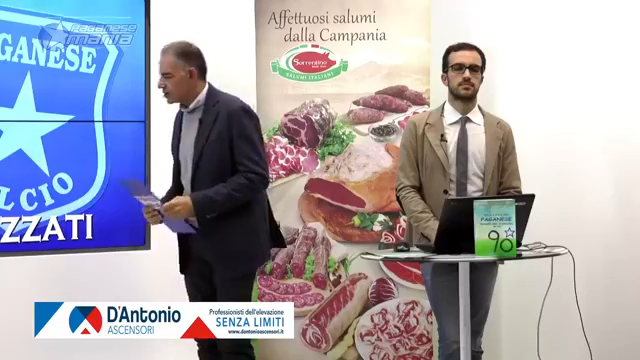 PAGANESE
mania
GANESE
LCIO
ZZATI
Affettuosi salumi
dalla Campania
Sorrentino
SALUMI ITALIANI
PAGANESE
90
D'Antonio
ASCENSORI
Professionisti dell'elevazione
SENZA LIMITI
www.dantonioascensori.it